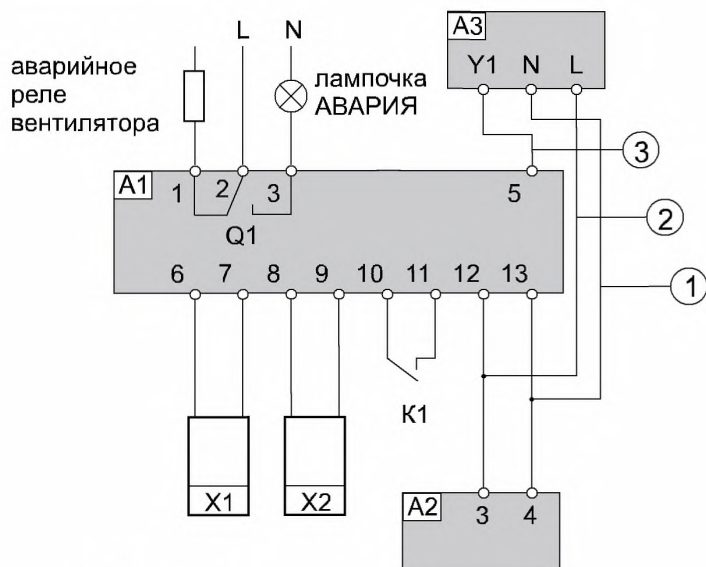 L N
аварийное
реле
вентилятора
лампочка
АВАРИЯ
A3
Y1 N L
3
A1
1 2 3 5
Q1
2
6 7 8 9 10 11 12 13
1
K1
X1 X2
A2
3 4